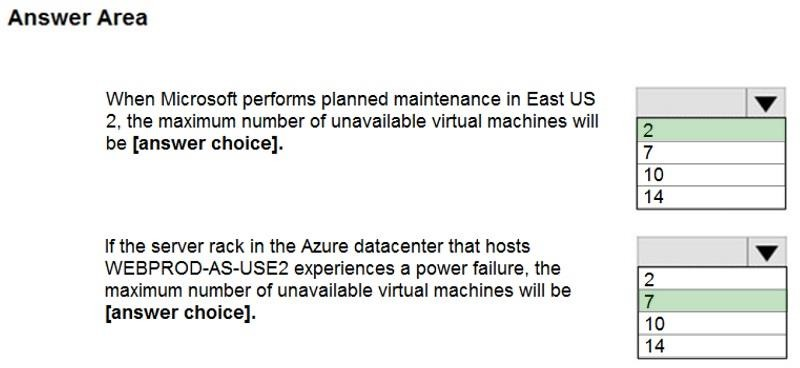 Answer Area
When Microsoft performs planned maintenance in East US
2, the maximum number of unavailable virtual machines will
be [answer choice].
2
7
10
14
If the server rack in the Azure datacenter that hosts
WEBPROD-AS-USE2 experiences a power failure, the
maximum number of unavailable virtual machines will be
[answer choice].
2
7
10
14